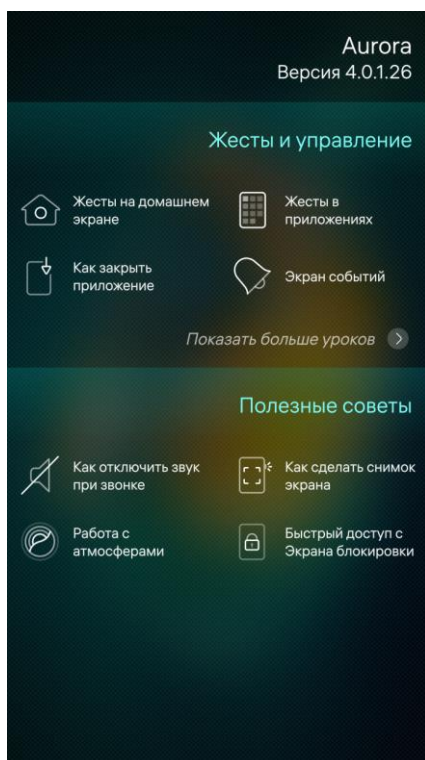 Aurora
Версия 4.0.1.26
Жесты и управление
Жесты на домашнем
экране
Жесты в
приложениях
Как закрыть
приложение
Экран событий
Показать больше уроков
Полезные советы
Как отключить звук
при звонке
Как сделать снимок
экрана
Работа с
атмосферами
Быстрый доступ с
Экрана блокировки